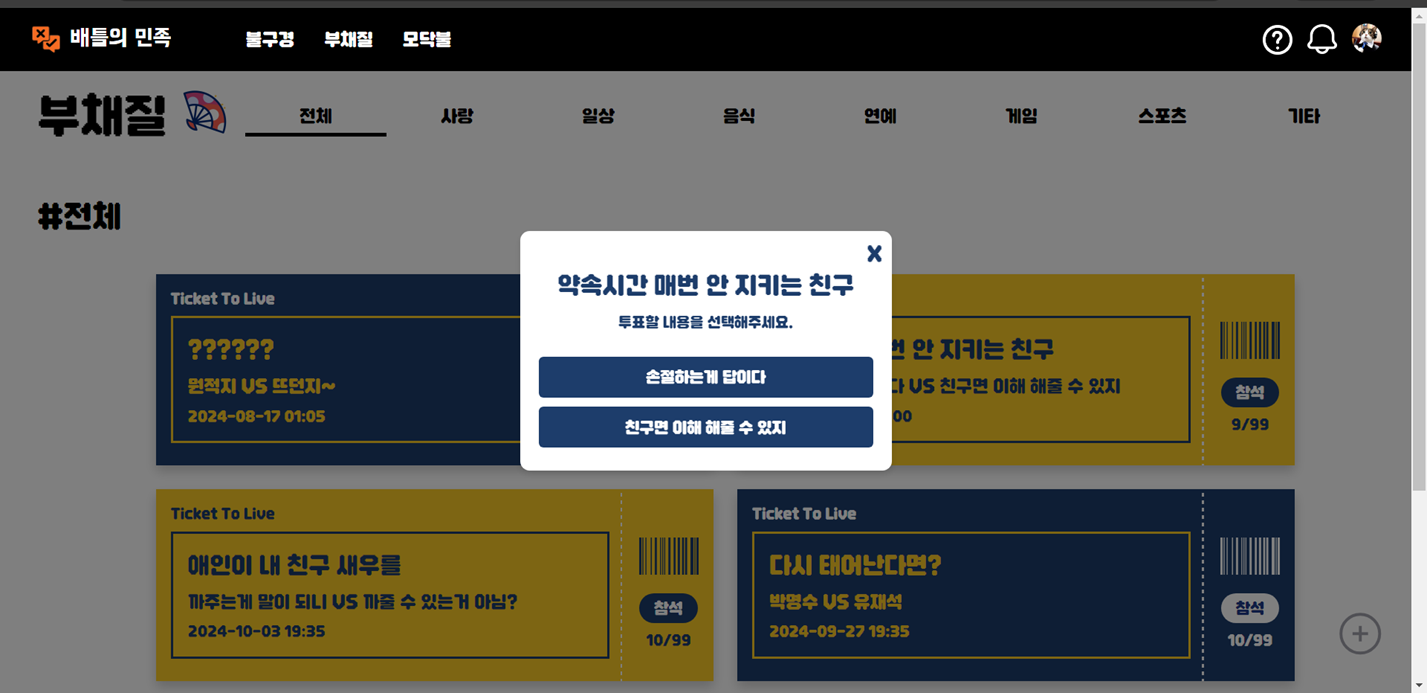 배틀의 민족 불구경 부채질 모닥불
부채질 전체 사랑 일상 음식 연예 게임 스포츠 기타
#전체
X
약속시간 매번 안 지키는 친구
투표할 내용을 선택해주세요.
손절하는게 답이다
친구면 이해 해줄 수 있지
Ticket To Live
??????
원적지 VS 뜨던지~
2024-08-17 01:05
번 안 지키는 친구
다 VS 친구면 이해 해줄 수 있지
00
참석
9/99
Ticket To Live
애인이 내 친구 새우를
까주는게 말이 되니 VS 까줄 수 있는거 아님?
2024-10-03 19:35
참석
10/99
Ticket To Live
다시 태어난다면?
박명수 VS 유재석
2024-09-27 19:35
참석
10/99